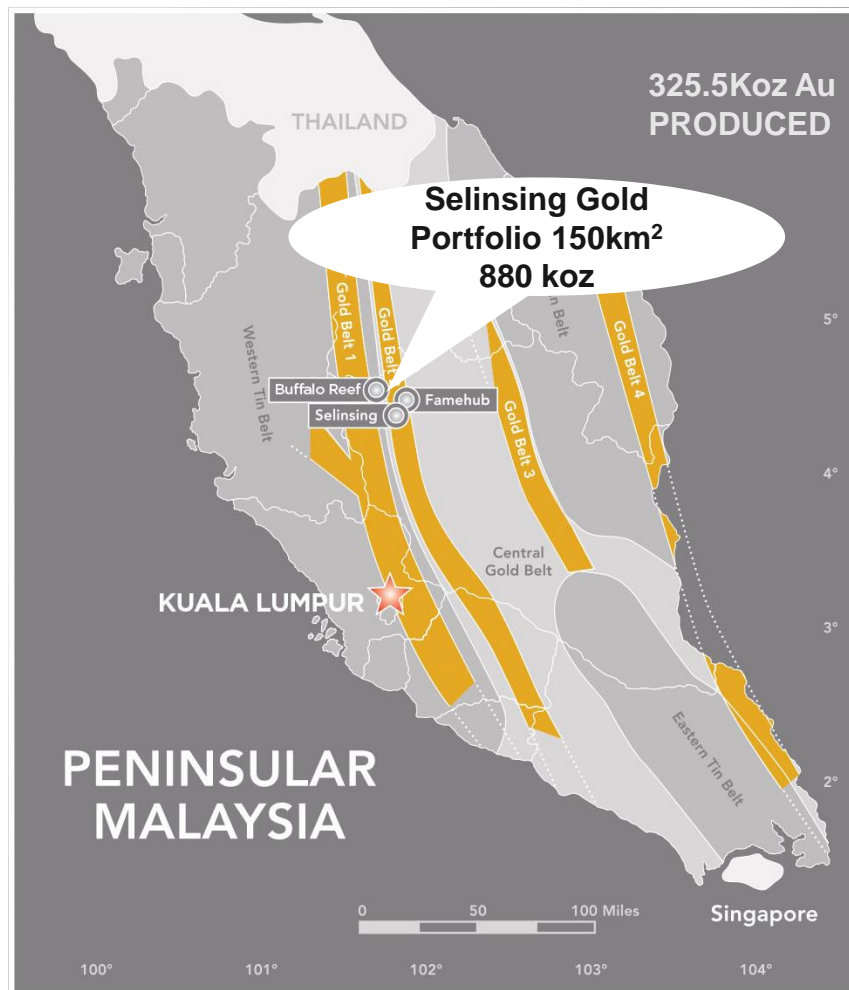 325.5Koz Au
PRODUCED
THAILAND
Selinsing Gold
Portfolio 150km²
880 koz
Gold Belt 1
Gold Belt
Gold Belt 4
Western Tin Belt
5°
Buffalo Reef
Famehub
Selinsing
Gold Belt 3
4°
Central
Gold Belt
KUALA LUMPUR
3°
Eastern Tin Belt
PENINSULAR
MALAYSIA
2°
0 50 100 Miles
Singapore
100° 101° 102° 103° 104°